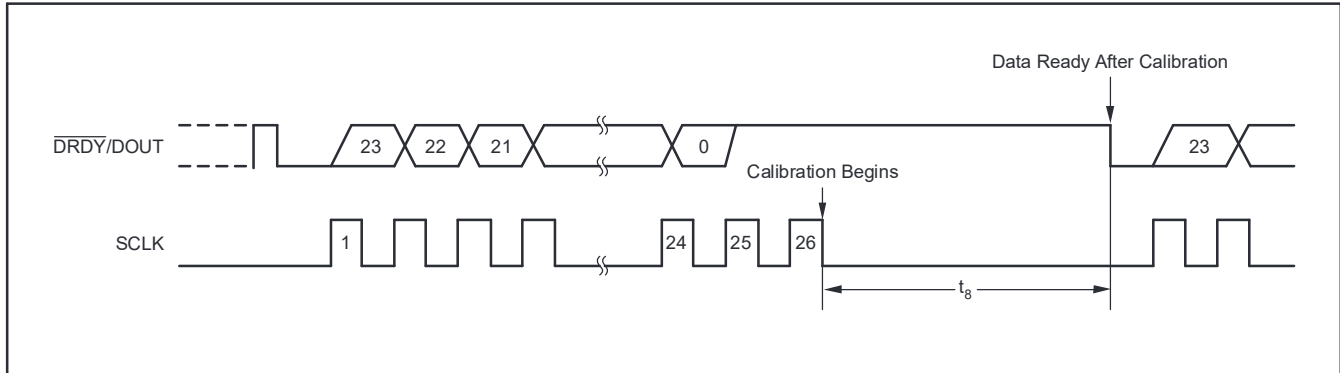 Data Ready After Calibration
DRDY/DOUT 23 22 21 0 23
Calibration Begins
SCLK 1 24 25 26
t8